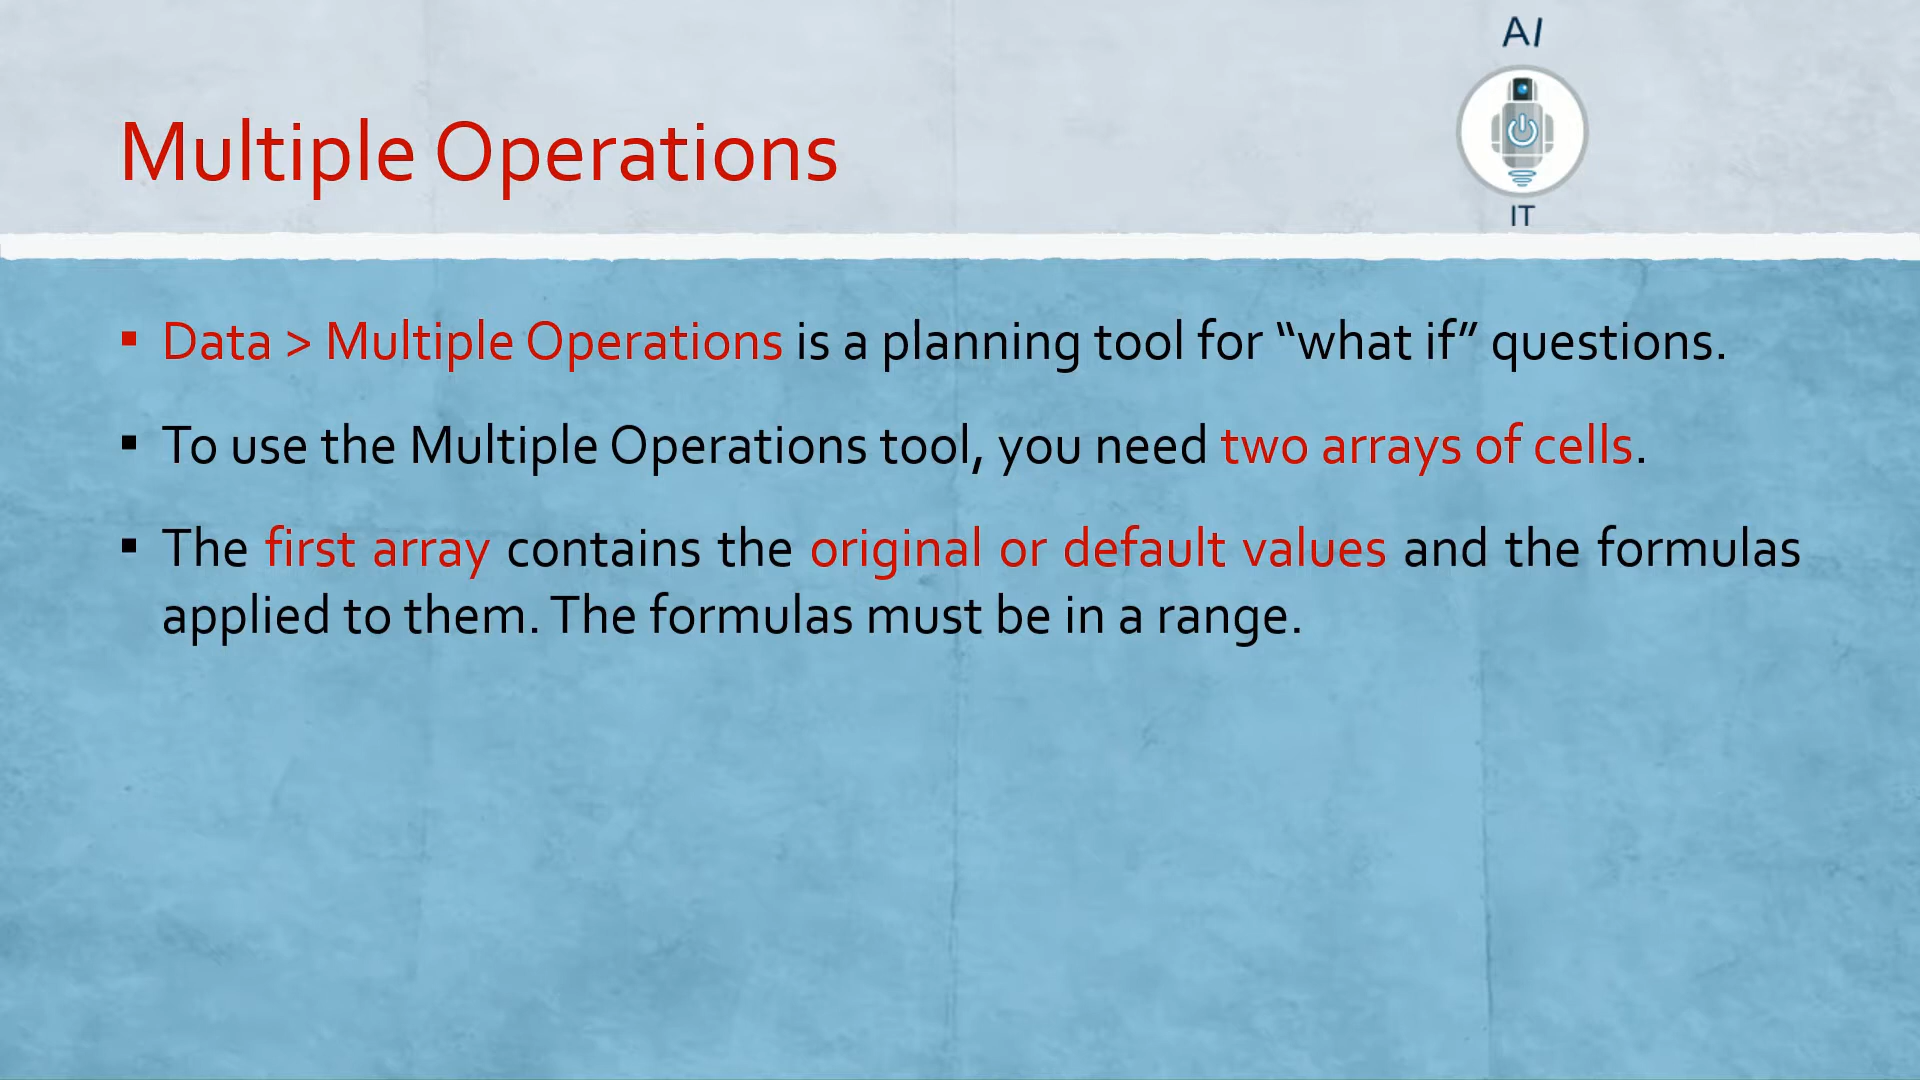 AI
IT
Multiple Operations
▪ Data > Multiple Operations is a planning tool for “what if” questions.
▪ To use the Multiple Operations tool, you need two arrays of cells.
▪ The first array contains the original or default values and the formulas
applied to them. The formulas must be in a range.